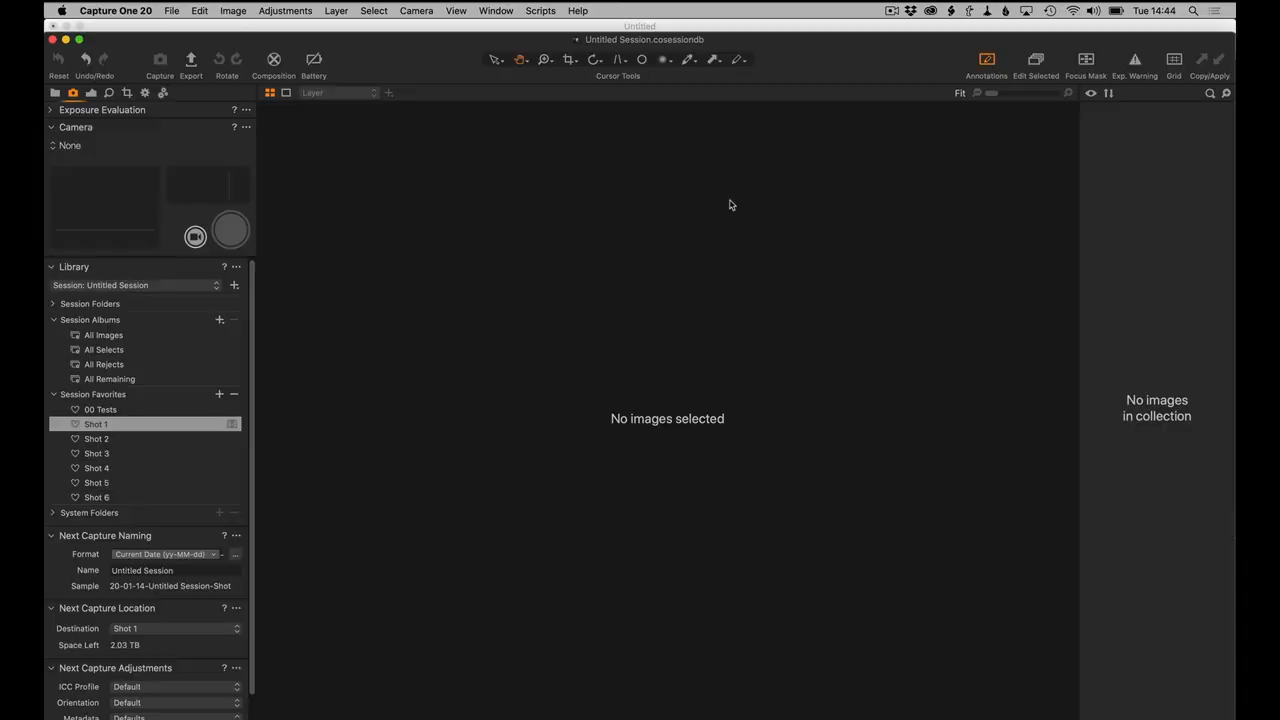 Capture One 20 File Edit Image Adjustments Layer Select Camera View Window Scripts Help Tue 14:44
Untitled
Untitled Session.cosessiondb
Reset Undo/Redo Capture Export Rotate Composition Battery Cursor Tools Annotations Edit Selected Focus Mask Exp. Warning Grid Copy/Apply
Layer Fit
Exposure Evaluation ? ...
Camera ? ...
None
Library ? ...
Session: Untitled Session
Session Folders
Session Albums
All Images
All Selects
All Rejects
All Remaining
Session Favorites
00 Tests
Shot 1
Shot 2
Shot 3
Shot 4
Shot 5
Shot 6
System Folders
No images selected
No images
in collection
Next Capture Naming ? ...
Format Current Date (yy-MM-dd) - ...
Name Untitled Session
Sample 20-01-14-Untitled Session-Shot
Next Capture Location ? ...
Destination Shot 1
Space Left 2.03 TB
Next Capture Adjustments ? ...
ICC Profile Default
Orientation Default
Metadata Defaults